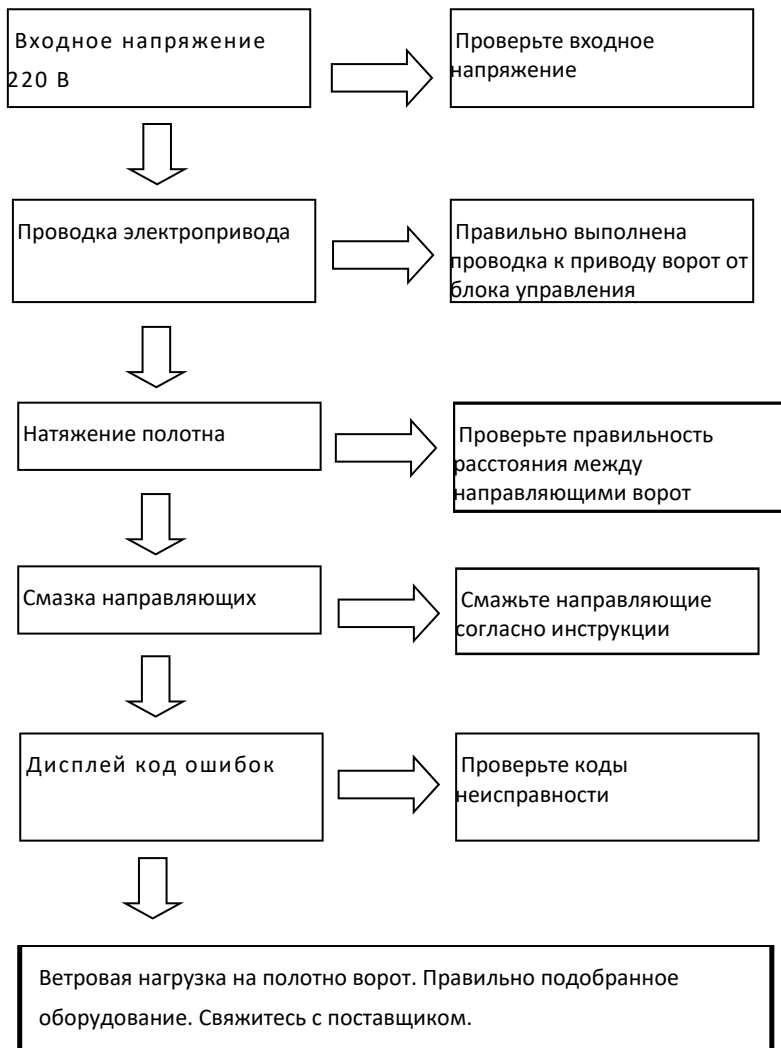 Входное напряжение
220 В
Проверьте входное
напряжение
Проводка электропривода
Правильно выполнена
проводка к приводу ворот от
блока управления
Натяжение полотна
Проверьте правильность
расстояния между
направляющими ворот
Смазка направляющих
Смажьте направляющие
согласно инструкции
Дисплей код ошибок
Проверьте коды
неисправности
Ветровая нагрузка на полотно ворот. Правильно подобранное
оборудование. Свяжитесь с поставщиком.